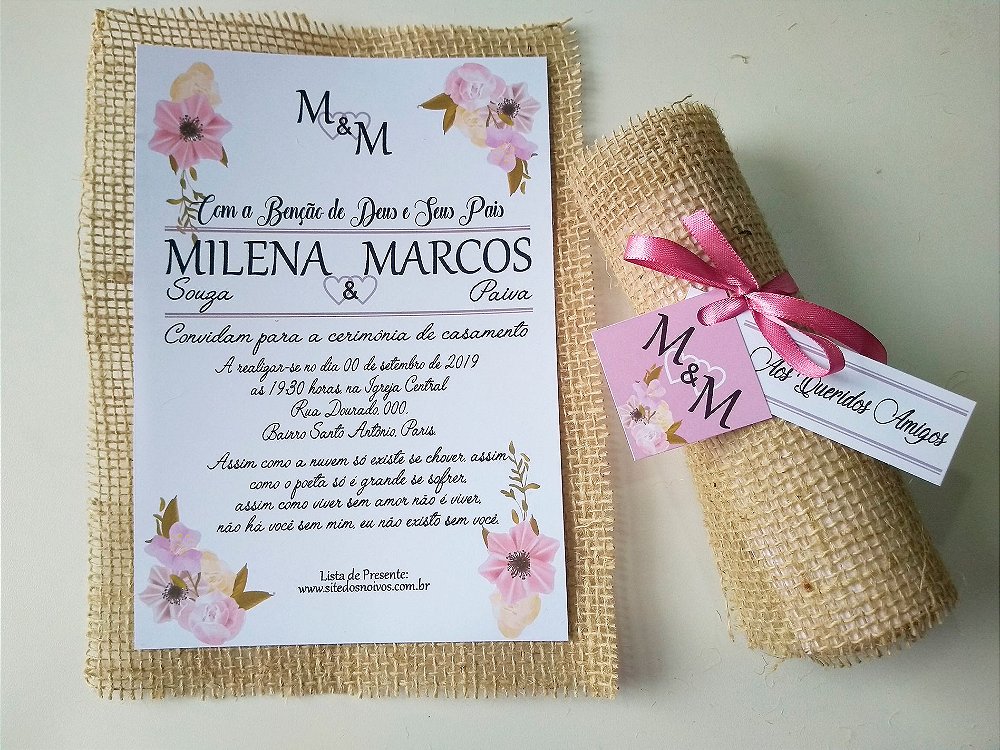 M&M
Com a Benção de Deus e Seus Pais
MILENA MARCOS
Souza & Paiva
Convidam para a cerimônia de casamento
A realizar-se no dia 00 de setembro de 2019
as 19:30 horas, na Igreja Central
Rua Dourado, 000.
Bairro Santo Antônio, Paris.
Assim como a nuvem só existe se chover, assim
como o poeta só é grande se sofrer,
assim como viver sem amor não é viver,
não há você sem mim, eu não existo sem você.
Lista de Presente:
www.sitedosnoivos.com.br
M&M
Aos Queridos Amigos